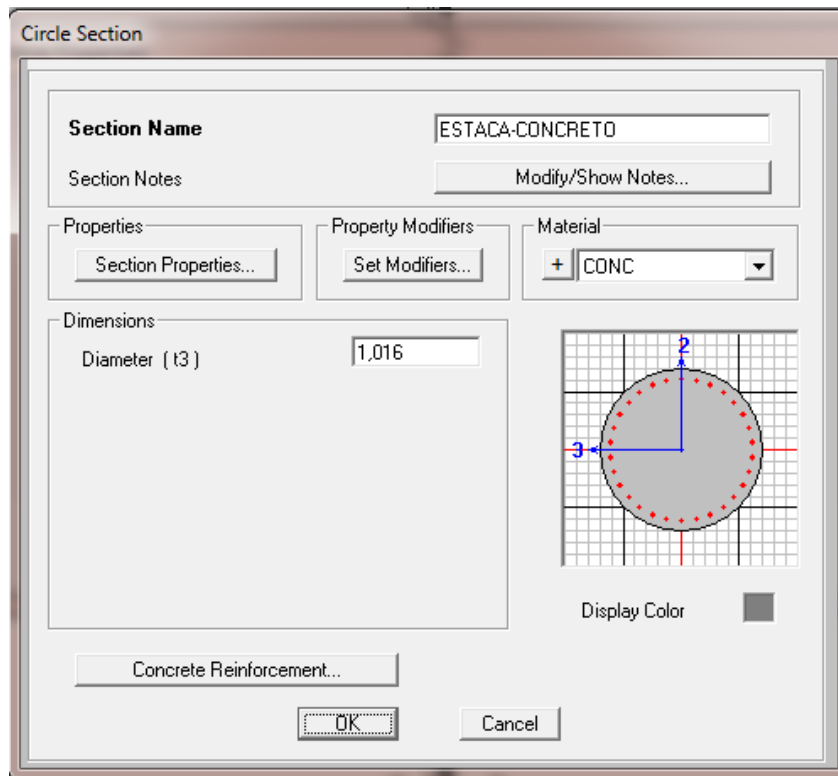 Circle Section
Section Name
ESTACA-CONCRETO
Section Notes
Modify/Show Notes...
Properties
Section Properties...
Property Modifiers
Set Modifiers...
Material
+
CONC
Dimensions
Diameter ( t3 )
1,016
2
3
Display Color
Concrete Reinforcement...
OK
Cancel